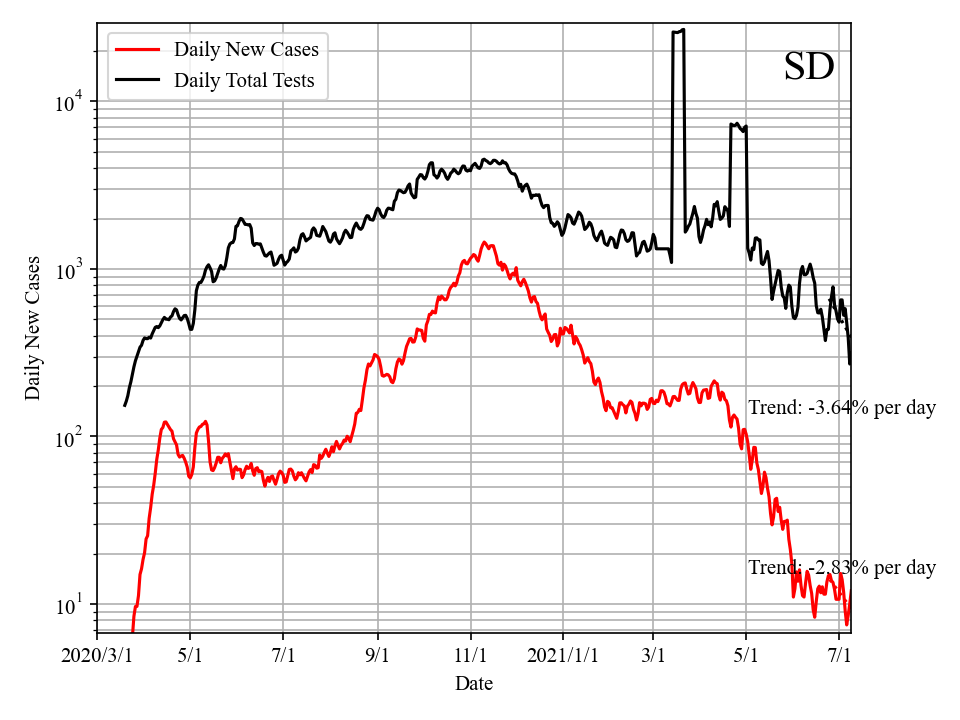 Daily New Cases
Daily Total Tests
SD
10^4
10^3
10^2
10^1
Daily New Cases
Trend: -3.64% per day
Trend: -2.83% per day
2020/3/1 5/1 7/1 9/1 11/1 2021/1/1 3/1 5/1 7/1
Date